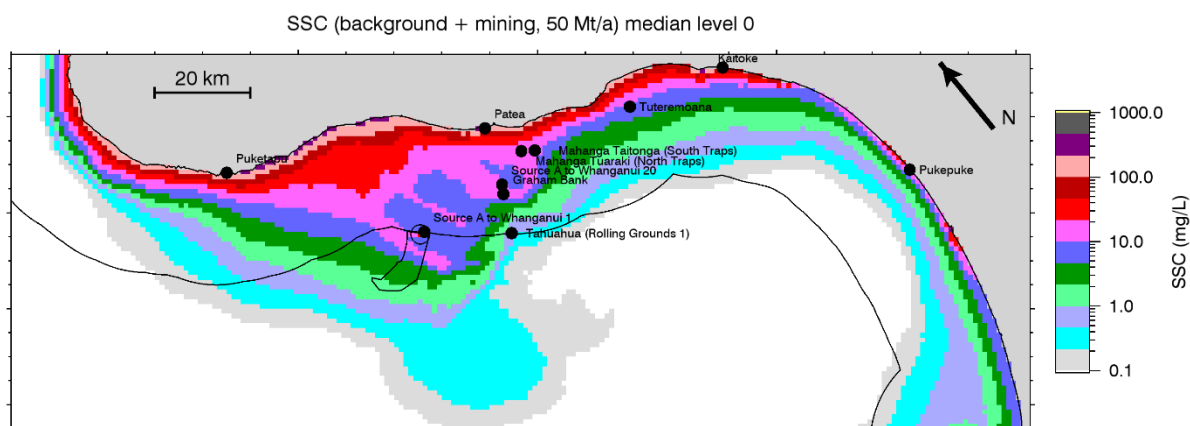 SSC (background + mining, 50 Mt/a) median level 0
20 km
Kaitoke
N
Patea
Tuteremoana
Puketapu
Mahanga Taitonga (South Traps)
Mahanga Tuaraki (North Traps)
Source A to Whanganui 20
Graham Bank
Pukepuke
Source A to Whanganui 1
Tahuahua (Rolling Grounds 1)
1000.0
100.0
10.0
1.0
0.1
SSC (mg/L)